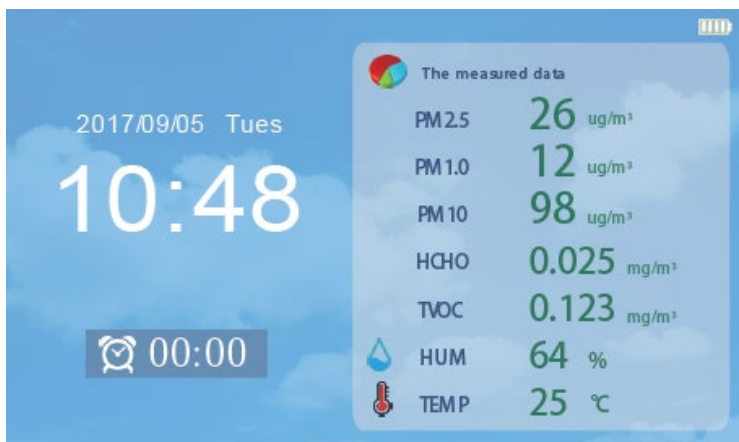 2017/09/05 Tues
10:48
00:00
The measured data
PM2.5 26 ug/m³
PM1.0 12 ug/m³
PM10 98 ug/m³
HCHO 0.025 mg/m³
TVOC 0.123 mg/m³
HUM 64 %
TEMP 25 ℃